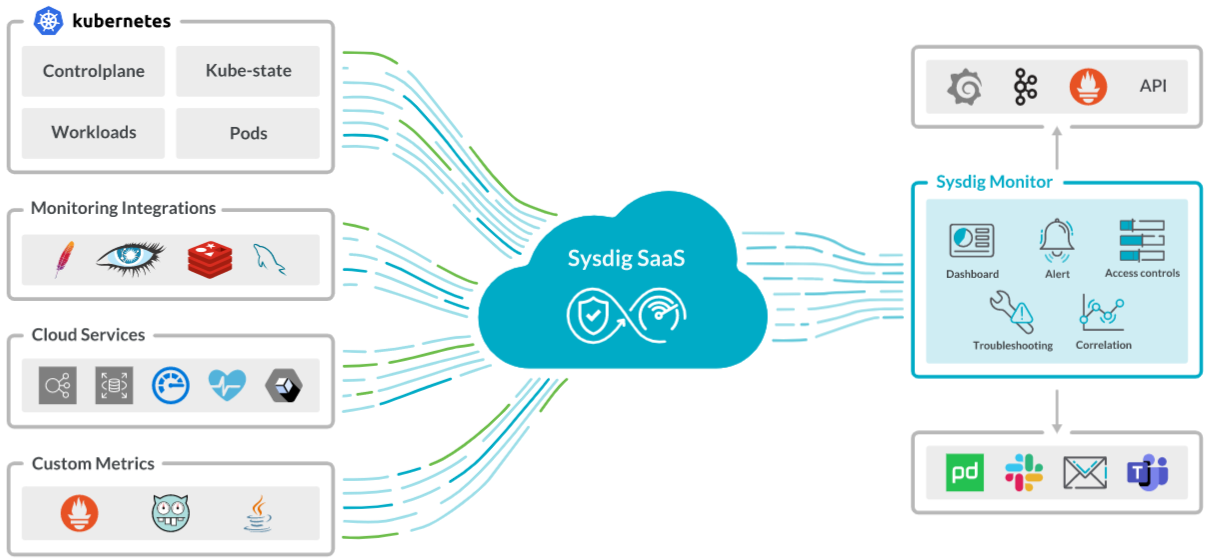 kubernetes
Controlplane
Kube-state
Workloads
Pods
Monitoring Integrations
Cloud Services
Custom Metrics
Sysdig SaaS
API
Sysdig Monitor
Dashboard
Alert
Access controls
Troubleshooting
Correlation
pd
T